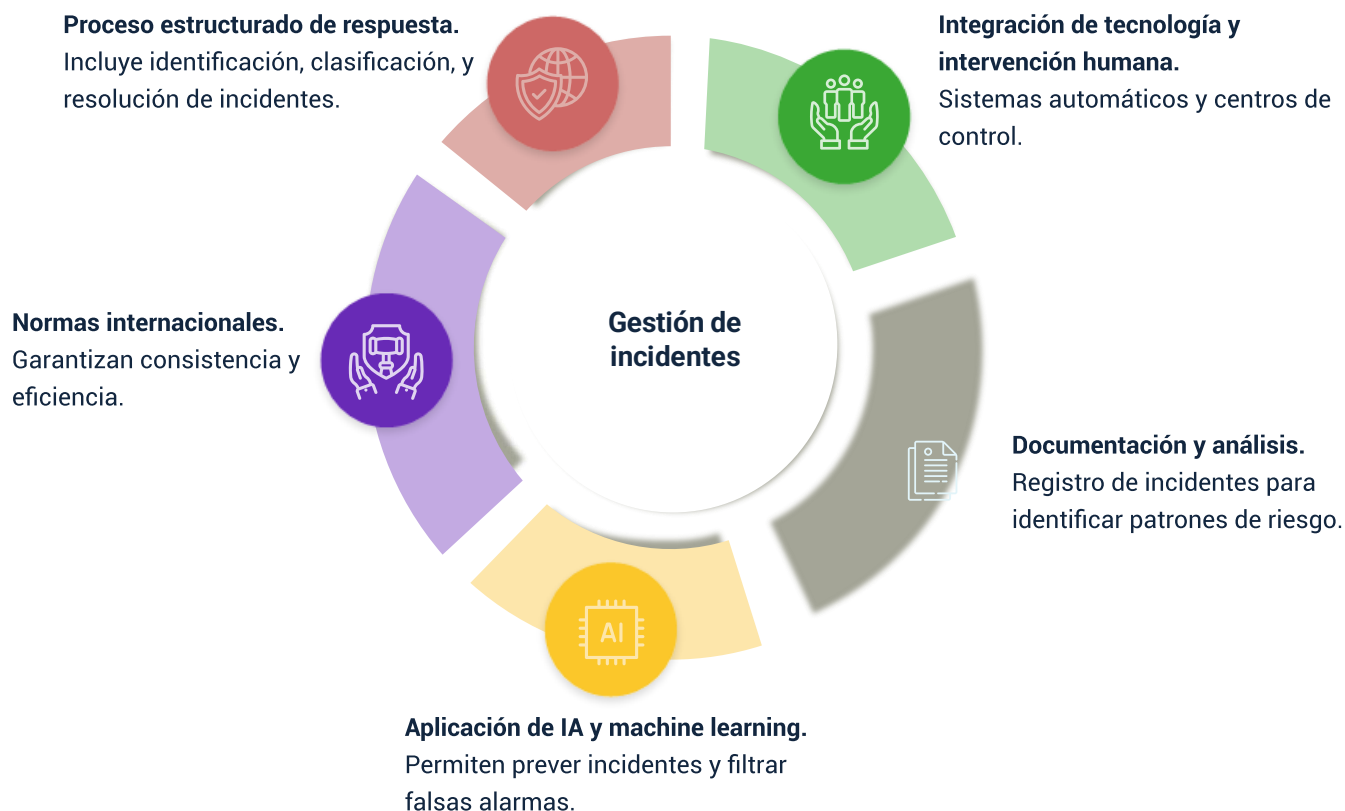 Proceso estructurado de respuesta.
Incluye identificación, clasificación, y
resolución de incidentes.
Integración de tecnología y
intervención humana.
Sistemas automáticos y centros de
control.
Normas internacionales.
Garantizan consistencia y
eficiencia.
Gestión de
incidentes
Documentación y análisis.
Registro de incidentes para
identificar patrones de riesgo.
AI
Aplicación de IA y machine learning.
Permiten prever incidentes y filtrar
falsas alarmas.